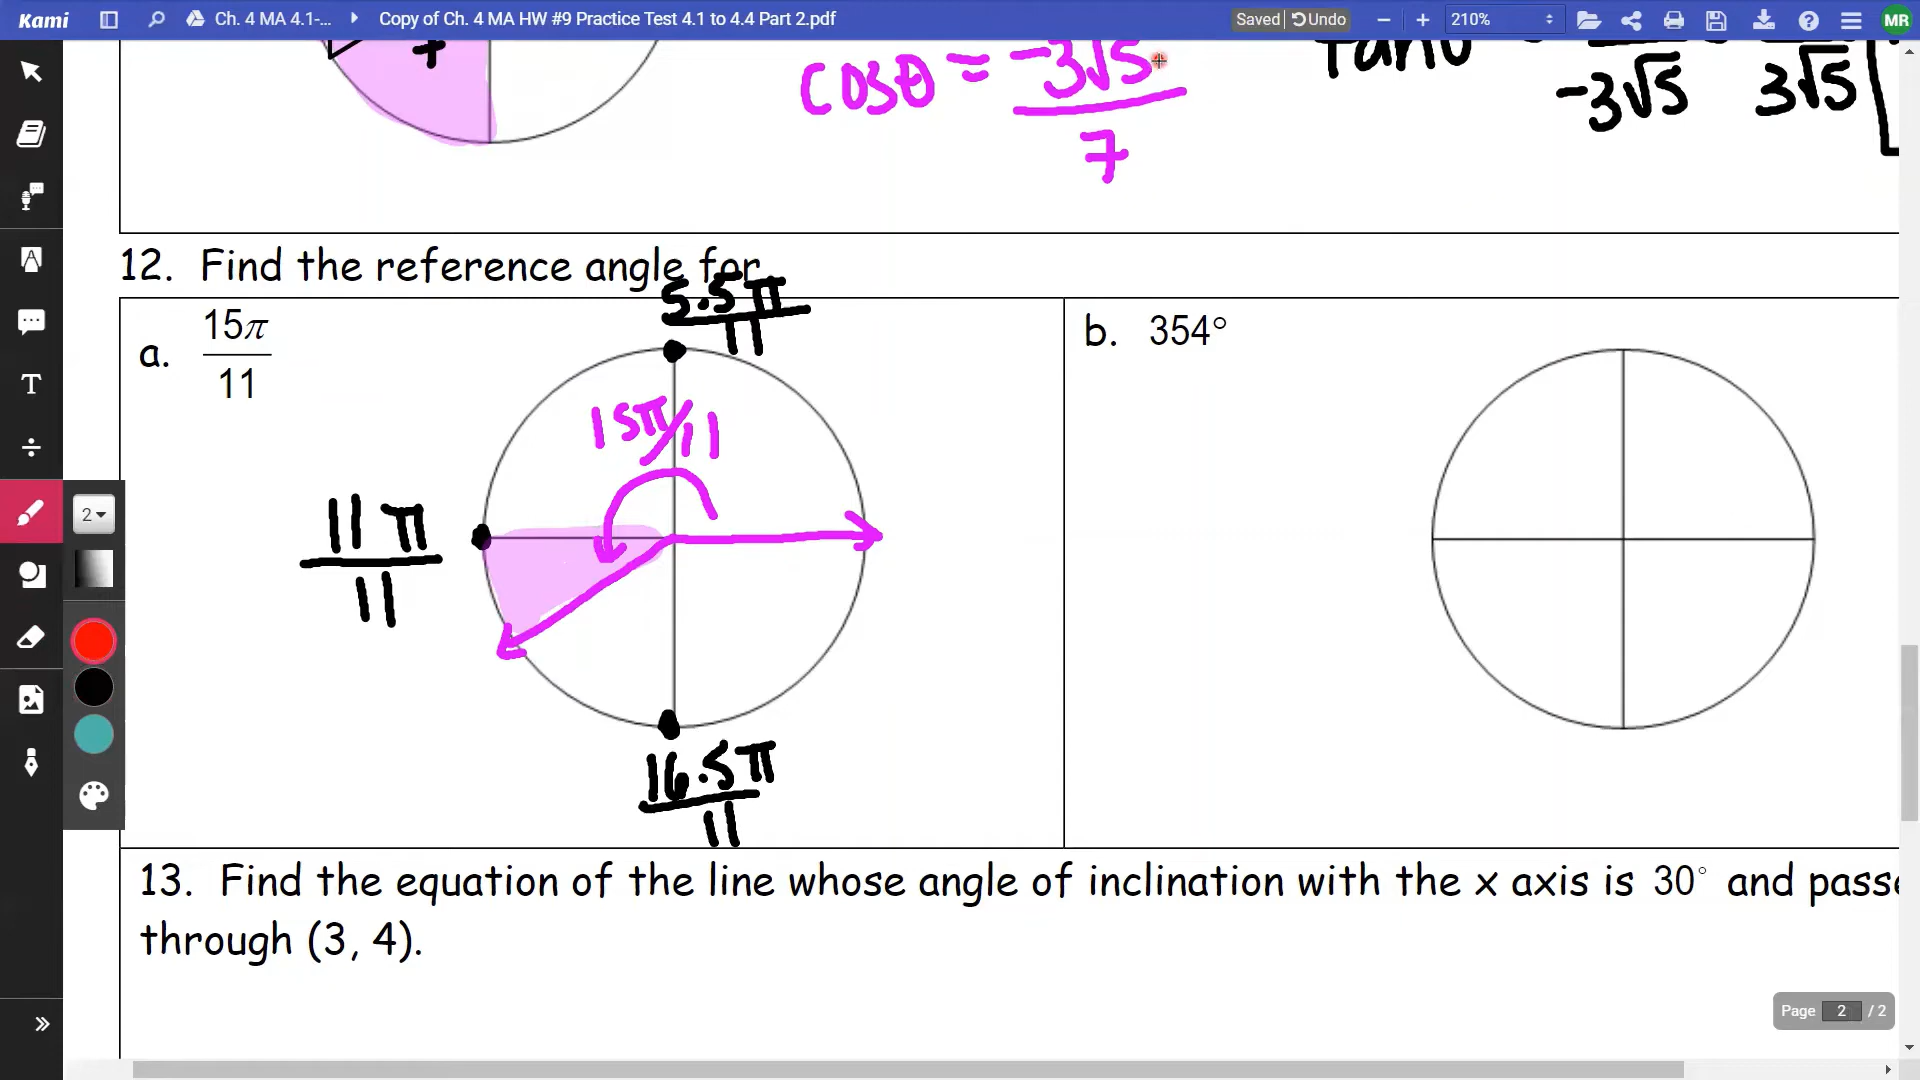 Kami Ch. 4 MA 4.1-... Copy of Ch. 4 MA HW #9 Practice Test 4.1 to 4.4 Part 2.pdf Saved Undo 210% MR
7
cosθ = -3√5 / 7
tanθ
-3√5 3√5
12. Find the reference angle for
5.5π / 11
a. 15π / 11
b. 354°
15π/11
11π / 11
2
16.5π / 11
13. Find the equation of the line whose angle of inclination with the x axis is 30° and passe
through (3, 4).
Page 2 / 2